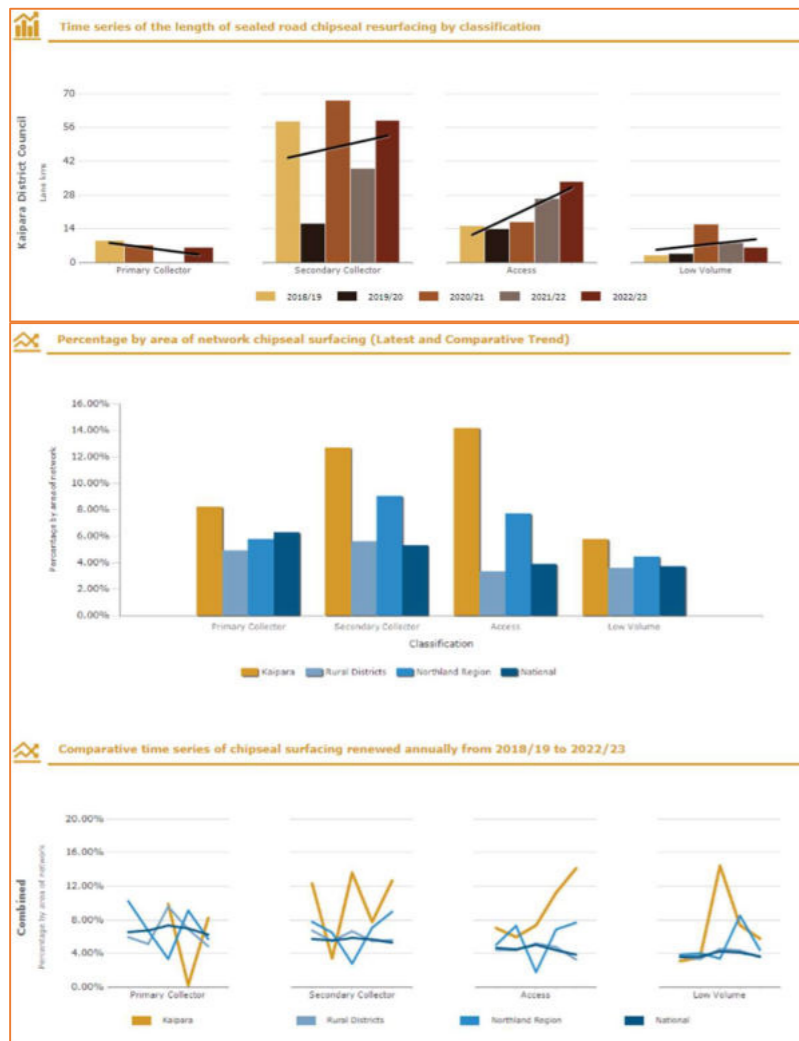 Time series of the length of sealed road chipseal resurfacing by classification
Kaipara District Council
Lane kms
70
56
42
28
14
0
Primary Collector
Secondary Collector
Access
Low Volume
2018/19
2019/20
2020/21
2021/22
2022/23
Percentage by area of network chipseal surfacing (Latest and Comparative Trend)
Percentage by area of network
16.00%
14.00%
12.00%
10.00%
8.00%
6.00%
4.00%
2.00%
0.00%
Primary Collector
Secondary Collector
Access
Low Volume
Classification
Kaipara
Rural Districts
Northland Region
National
Comparative time series of chipseal surfacing renewed annually from 2018/19 to 2022/23
Combined
Percentage by area of network
20.00%
16.00%
12.00%
8.00%
4.00%
0.00%
Primary Collector
Secondary Collector
Access
Low Volume
Kaipara
Rural Districts
Northland Region
National